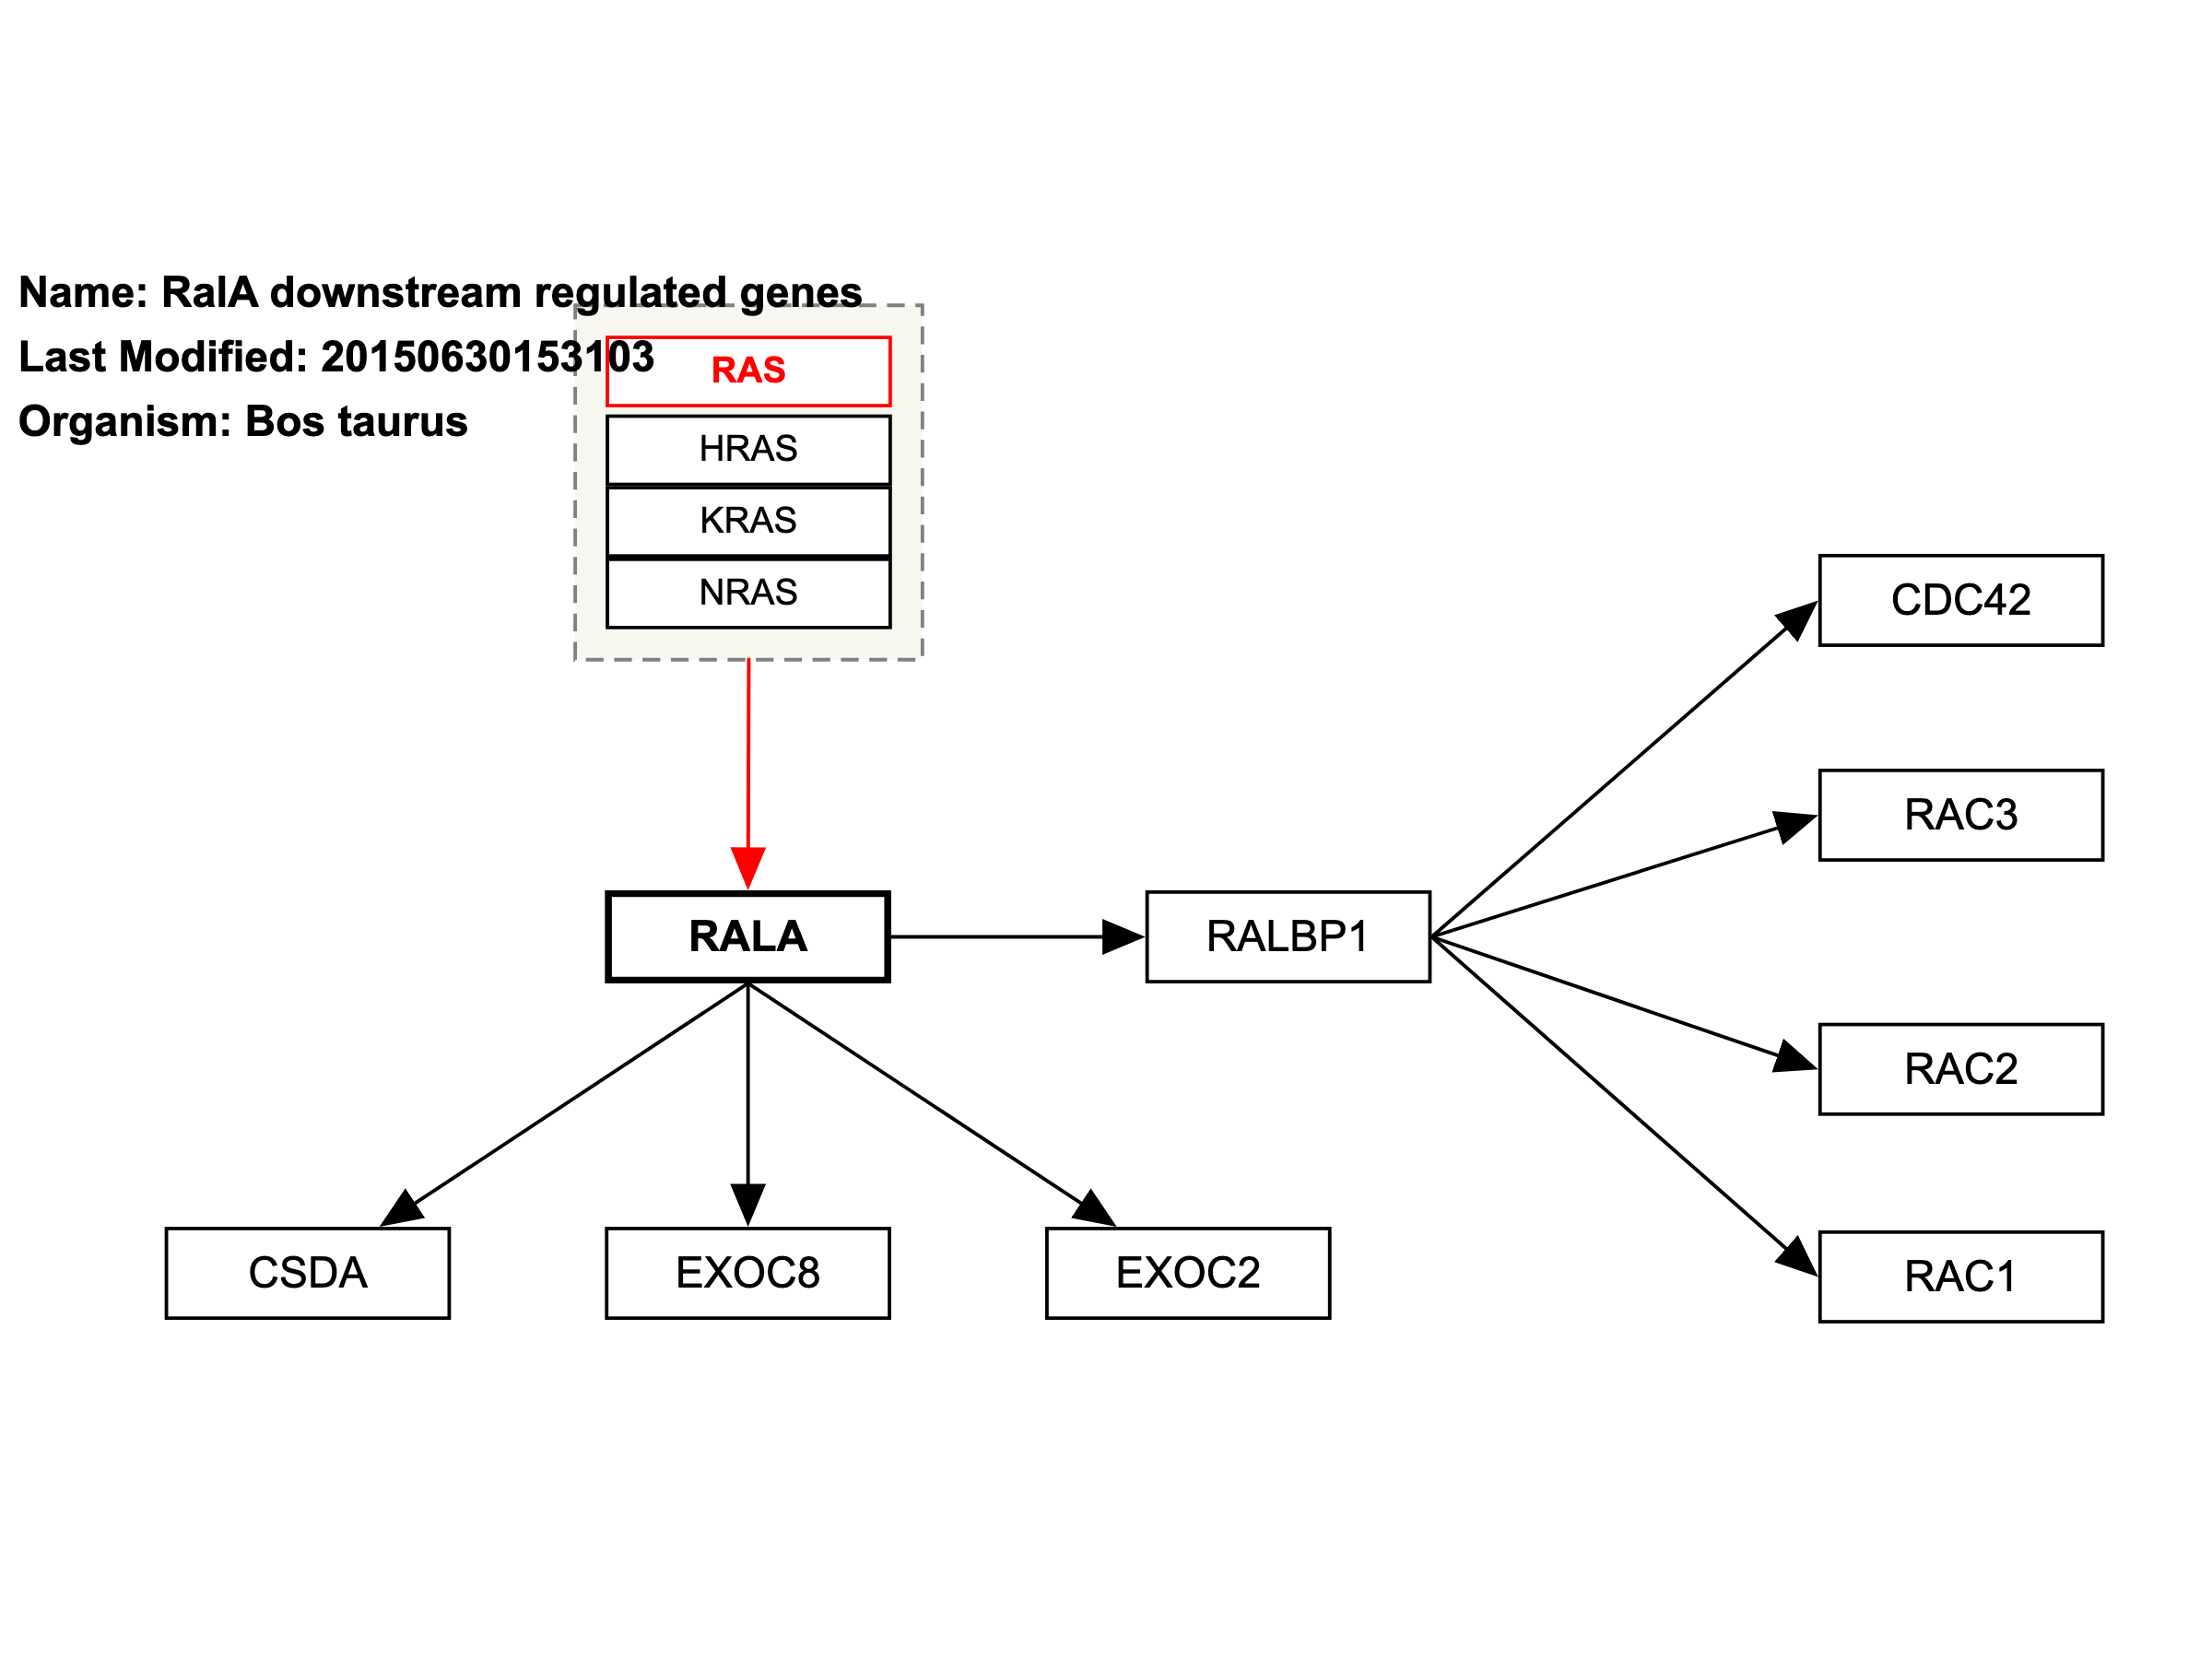 Name: RalA downstream regulated genes
Last Modified: 20150630153103
Organism: Bos taurus
RAS
HRAS
KRAS
NRAS
CDC42
RAC3
RALA
RALBP1
RAC2
CSDA
EXOC8
EXOC2
RAC1